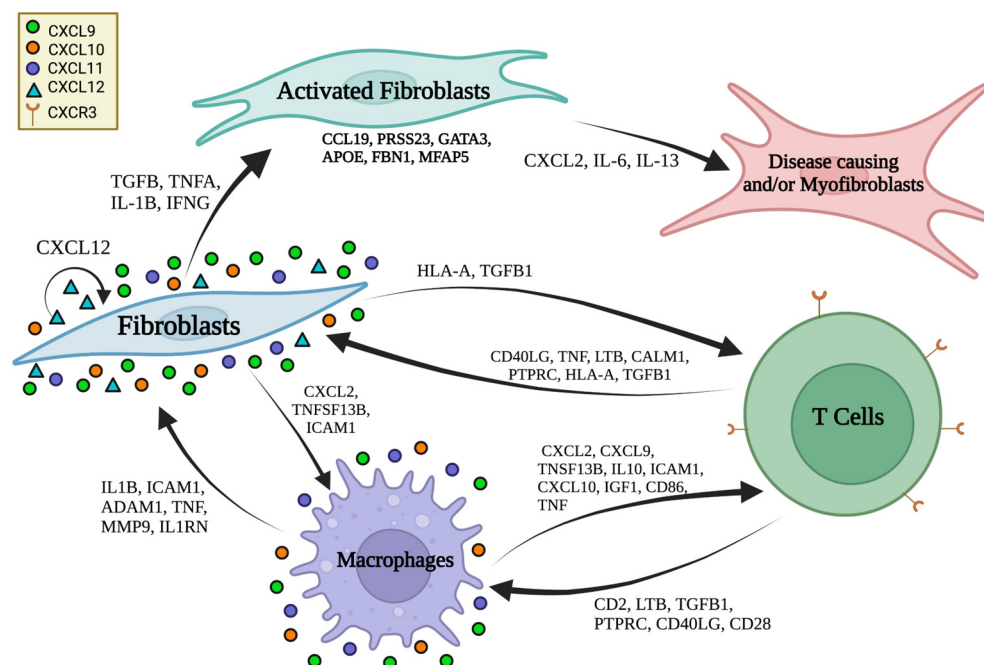 CXCL9
CXCL10
CXCL11
CXCL12
CXCR3
Activated Fibroblasts
CCL19, PRSS23, GATA3,
APOE, FBN1, MFAP5
CXCL2, IL-6, IL-13
Disease causing
and/or Myofibroblasts
TGFB, TNFA,
IL-1B, IFNG
CXCL12
Fibroblasts
HLA-A, TGFB1
CD40LG, TNF, LTB, CALM1,
PTPRC, HLA-A, TGFB1
T Cells
CXCL2,
TNFSF13B,
ICAM1
IL1B, ICAM1,
ADAM1, TNF,
MMP9, IL1RN
Macrophages
CXCL2, CXCL9,
TNSF13B, IL10, ICAM1,
CXCL10, IGF1, CD86,
TNF
CD2, LTB, TGFB1,
PTPRC, CD40LG, CD28